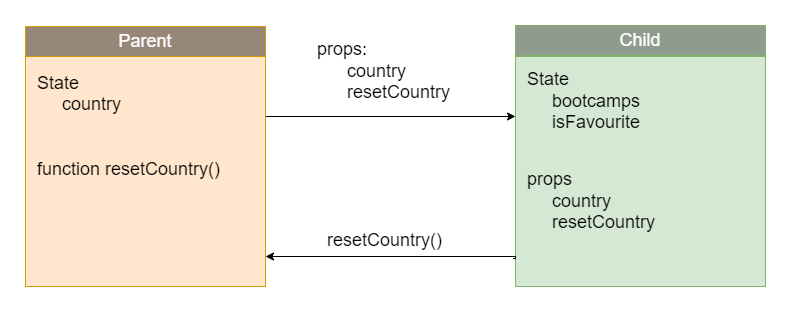 Parent
State
country
function resetCountry()
props:
country
resetCountry
resetCountry()
Child
State
bootcamps
isFavourite
props
country
resetCountry